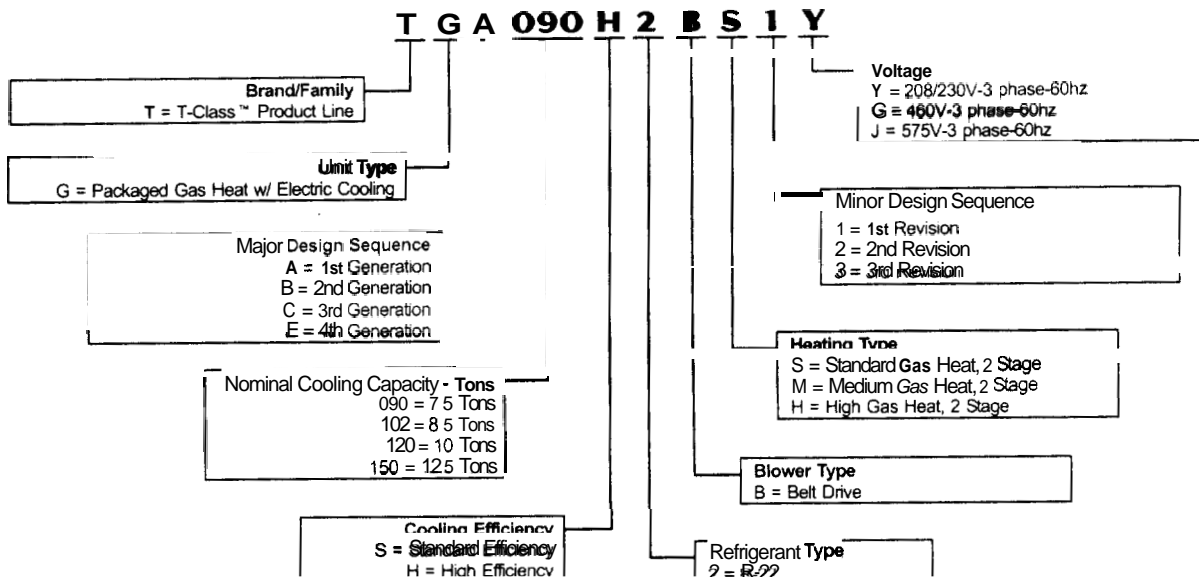 T G A 090 H 2 B S 1 Y
Brand/Family
T = T-Class™ Product Line
Unit Type
G = Packaged Gas Heat w/ Electric Cooling
Major Design Sequence
A = 1st Generation
B = 2nd Generation
C = 3rd Generation
E = 4th Generation
Nominal Cooling Capacity - Tons
090 = 7 5 Tons
102 = 8 5 Tons
120 = 10 Tons
150 = 12 5 Tons
Cooling Efficiency
S = Standard Efficiency
H = High Efficiency
Voltage
Y = 208/230V-3 phase-60hz
G = 460V-3 phase-60hz
J = 575V-3 phase-60hz
Minor Design Sequence
1 = 1st Revision
2 = 2nd Revision
3 = 3rd Revision
Heating Type
S = Standard Gas Heat, 2 Stage
M = Medium Gas Heat, 2 Stage
H = High Gas Heat, 2 Stage
Blower Type
B = Belt Drive
Refrigerant Type
2 = R-22